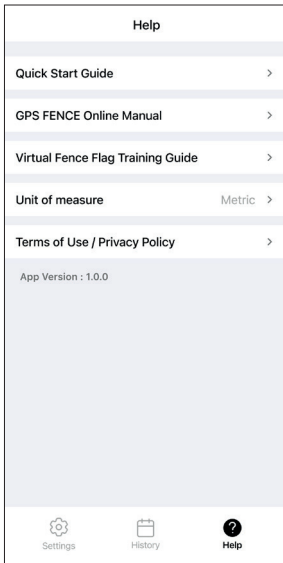 Help
Quick Start Guide
GPS FENCE Online Manual
Virtual Fence Flag Training Guide
Unit of measure Metric
Terms of Use / Privacy Policy
App Version : 1.0.0
Settings History Help